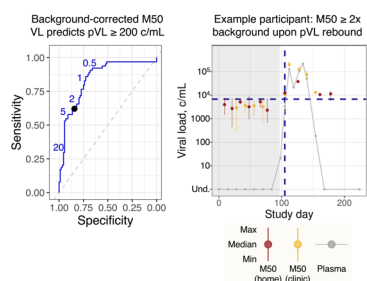 Background-corrected M50
VL predicts pVL ≥ 200 c/mL
Sensitivity
1.00
0.75
0.50
0.25
0.00
0.5
1
2
5
20
1.00 0.75 0.50 0.25 0.00
Specificity
Example participant: M50 ≥ 2x
background upon pVL rebound
Viral load, c/mL
10⁵
10⁴
1000
100
10
Und.
0 100 200
Study day
Max
Median
Min
M50 M50 Plasma
(home) (clinic)